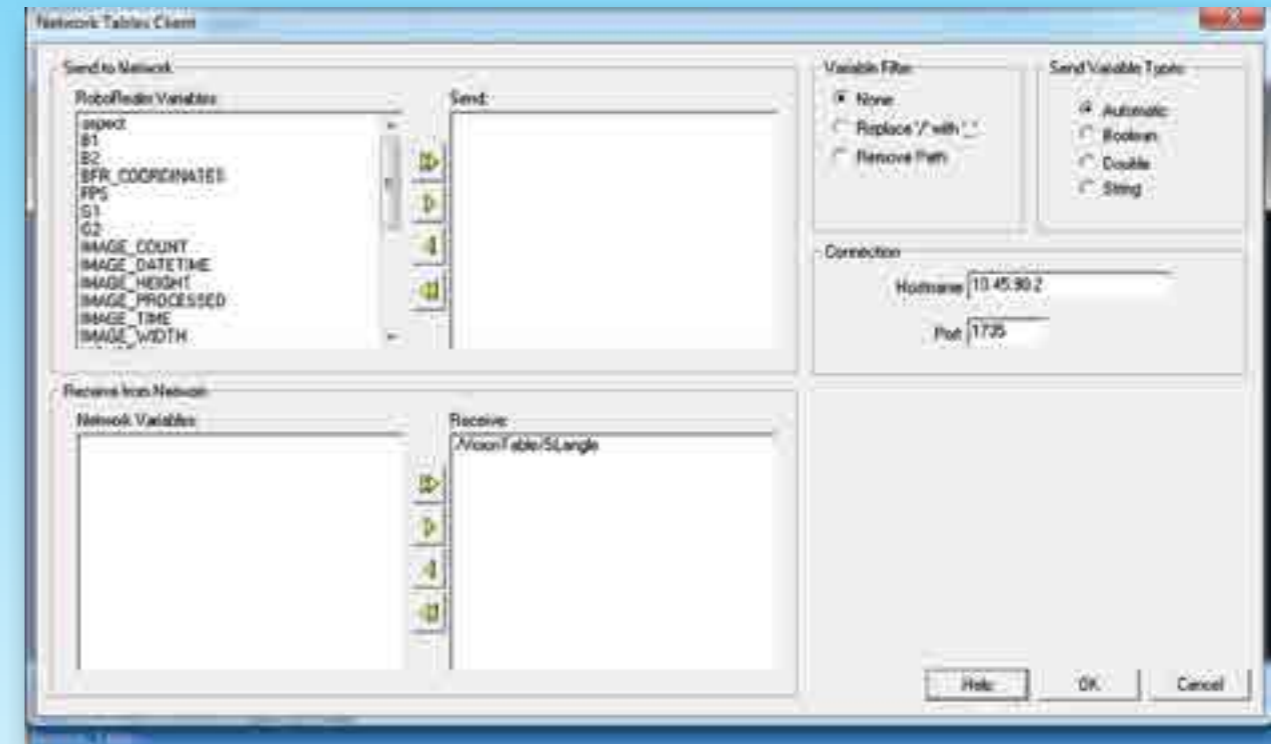 Network Tables Client
Send to Network
RoboRealm Variables
Send:
aspect
B1
B2
BFR_COORDINATES
FPS
G1
G2
IMAGE_COUNT
IMAGE_DATETIME
IMAGE_HEIGHT
IMAGE_PROCESSED
IMAGE_TIME
IMAGE_WIDTH
Variable Filter
None
Replace '/' with '_'
Remove Path
Send Variable Types
Automatic
Boolean
Double
String
Connection
Hostname 10.45.90.2
Port 1735
Receive from Network
Network Variables
Receive:
/VisionTable/SLangle
Help
OK
Cancel